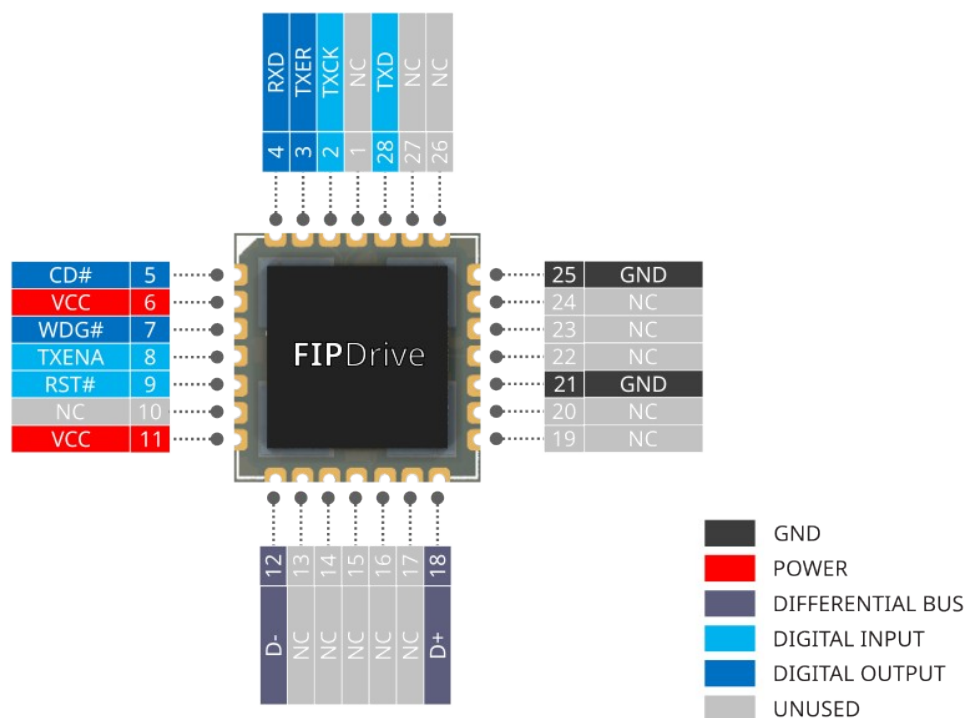 RXD TXER TXCK NC TXD NC NC
4 3 2 1 28 27 26
CD# 5
VCC 6
WDG# 7
TXENA 8
RST# 9
NC 10
VCC 11
FIPDrive
25 GND
24 NC
23 NC
22 NC
21 GND
20 NC
19 NC
12 13 14 15 16 17 18
D- NC NC NC NC NC D+
GND
POWER
DIFFERENTIAL BUS
DIGITAL INPUT
DIGITAL OUTPUT
UNUSED